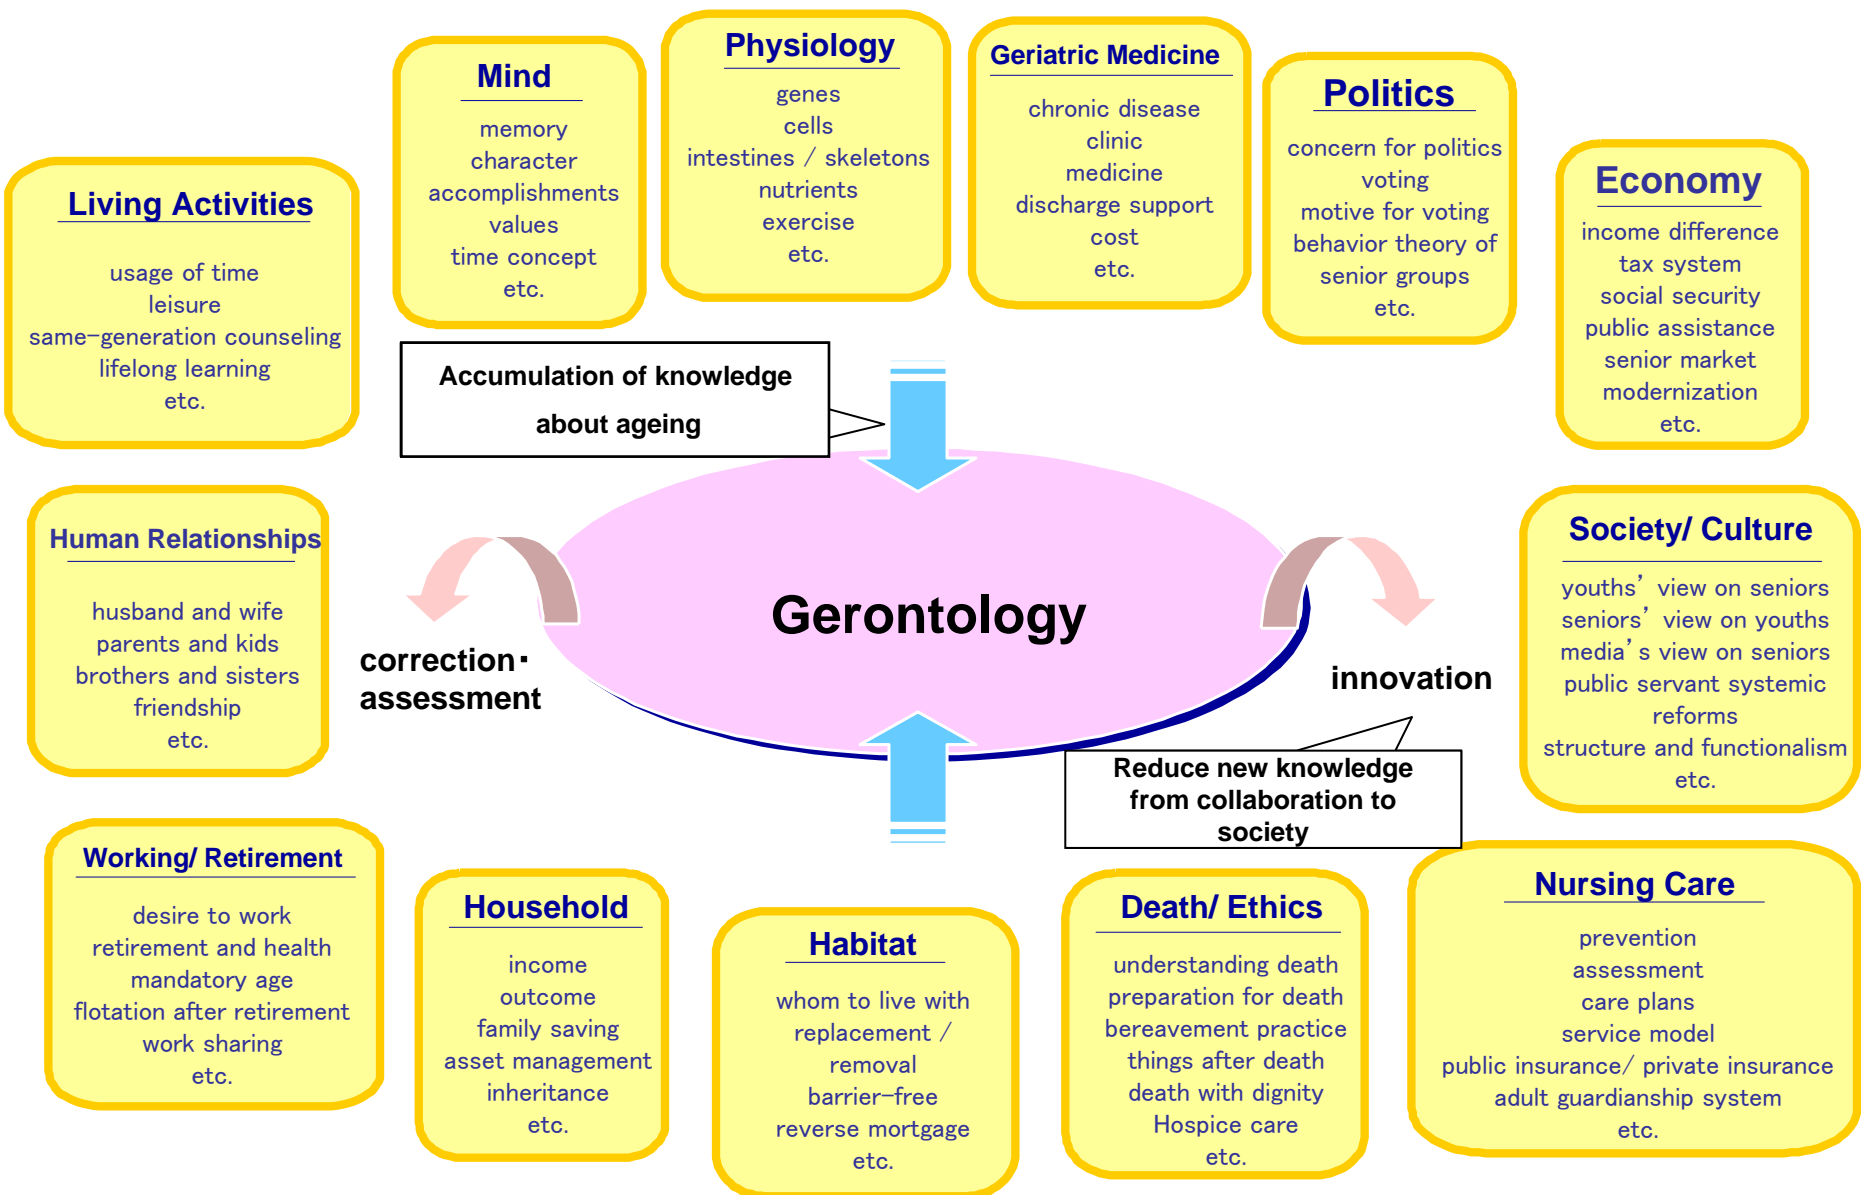 Mind
memory
character
accomplishments
values
time concept
etc.
Physiology
genes
cells
intestines / skeletons
nutrients
exercise
etc.
Geriatric Medicine
chronic disease
clinic
medicine
discharge support
cost
etc.
Politics
concern for politics
voting
motive for voting
behavior theory of
senior groups
etc.
Economy
income difference
tax system
social security
public assistance
senior market
modernization
etc.
Living Activities
usage of time
leisure
same-generation counseling
lifelong learning
etc.
Accumulation of knowledge
about ageing
Human Relationships
husband and wife
parents and kids
brothers and sisters
friendship
etc.
correction・
assessment
Gerontology
innovation
Reduce new knowledge
from collaboration to
society
Society/ Culture
youths’ view on seniors
seniors’ view on youths
media’s view on seniors
public servant systemic
reforms
structure and functionalism
etc.
Working/ Retirement
desire to work
retirement and health
mandatory age
flotation after retirement
work sharing
etc.
Household
income
outcome
family saving
asset management
inheritance
etc.
Habitat
whom to live with
replacement /
removal
barrier-free
reverse mortgage
etc.
Death/ Ethics
understanding death
preparation for death
bereavement practice
things after death
death with dignity
Hospice care
etc.
Nursing Care
prevention
assessment
care plans
service model
public insurance/ private insurance
adult guardianship system
etc.